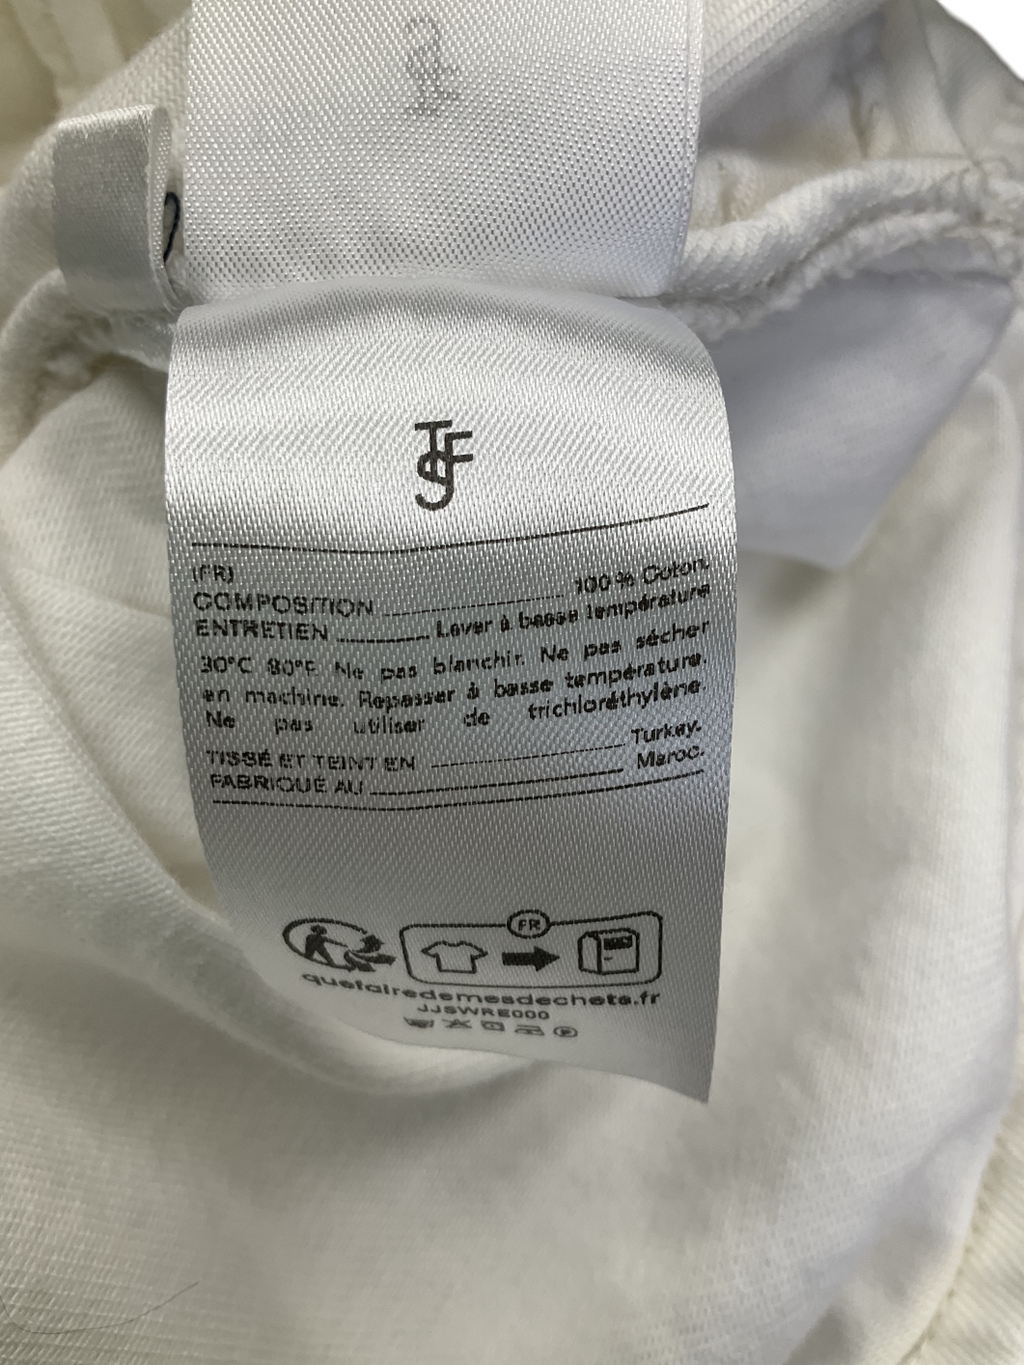 (FR)
COMPOSITION 100 % Coton.
ENTRETIEN Laver à basse température
30°C 80°F. Ne pas blanchir. Ne pas sécher
en machine. Repasser à basse température.
Ne pas utiliser de trichloréthylène.
TISSÉ ET TEINT EN Turkey.
FABRIQUÉ AU Maroc.
FR
quefairedemesdechets.fr
JJSWRE000